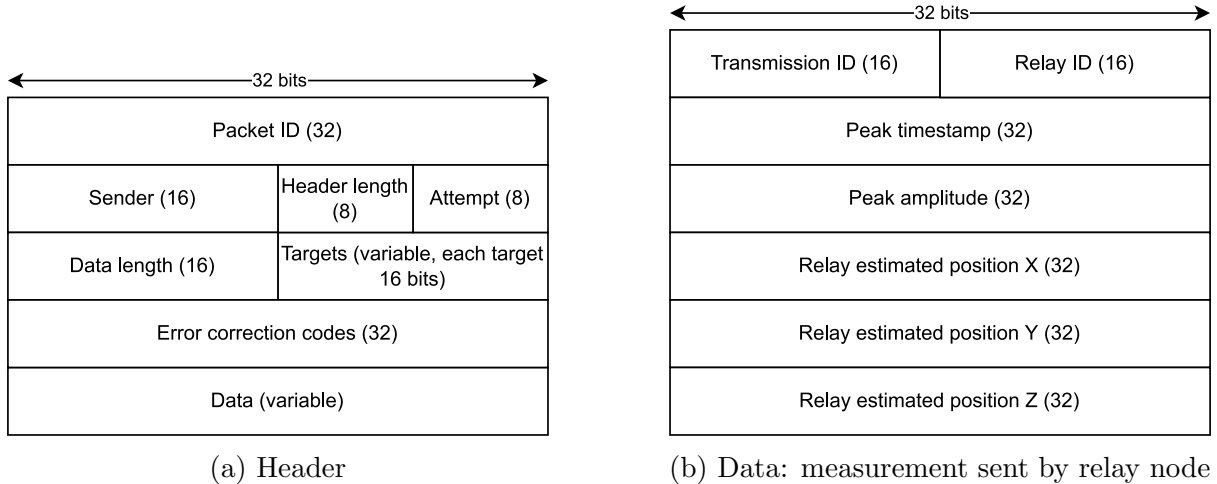 32 bits
Packet ID (32)
Sender (16)
Header length
(8)
Attempt (8)
Data length (16)
Targets (variable, each target
16 bits)
Error correction codes (32)
Data (variable)
(a) Header
32 bits
Transmission ID (16)
Relay ID (16)
Peak timestamp (32)
Peak amplitude (32)
Relay estimated position X (32)
Relay estimated position Y (32)
Relay estimated position Z (32)
(b) Data: measurement sent by relay node